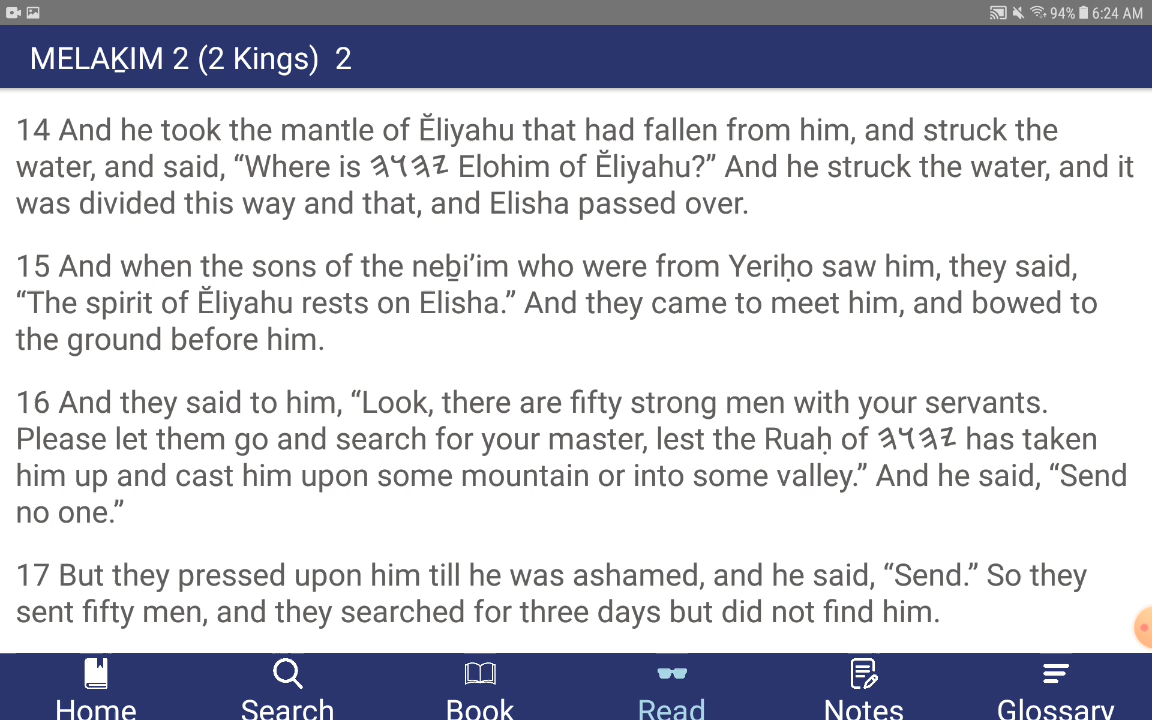 94% 6:24 AM
MELAḴIM 2 (2 Kings) 2
14 And he took the mantle of Ĕliyahu that had fallen from him, and struck the
water, and said, “Where is 𐤉𐤄𐤅𐤄 Elohim of Ĕliyahu?” And he struck the water, and it
was divided this way and that, and Elisha passed over.
15 And when the sons of the neḇi’im who were from Yeriḥo saw him, they said,
“The spirit of Ĕliyahu rests on Elisha.” And they came to meet him, and bowed to
the ground before him.
16 And they said to him, “Look, there are fifty strong men with your servants.
Please let them go and search for your master, lest the Ruaḥ of 𐤉𐤄𐤅𐤄 has taken
him up and cast him upon some mountain or into some valley.” And he said, “Send
no one.”
17 But they pressed upon him till he was ashamed, and he said, “Send.” So they
sent fifty men, and they searched for three days but did not find him.
Home Search Book Read Notes Glossary